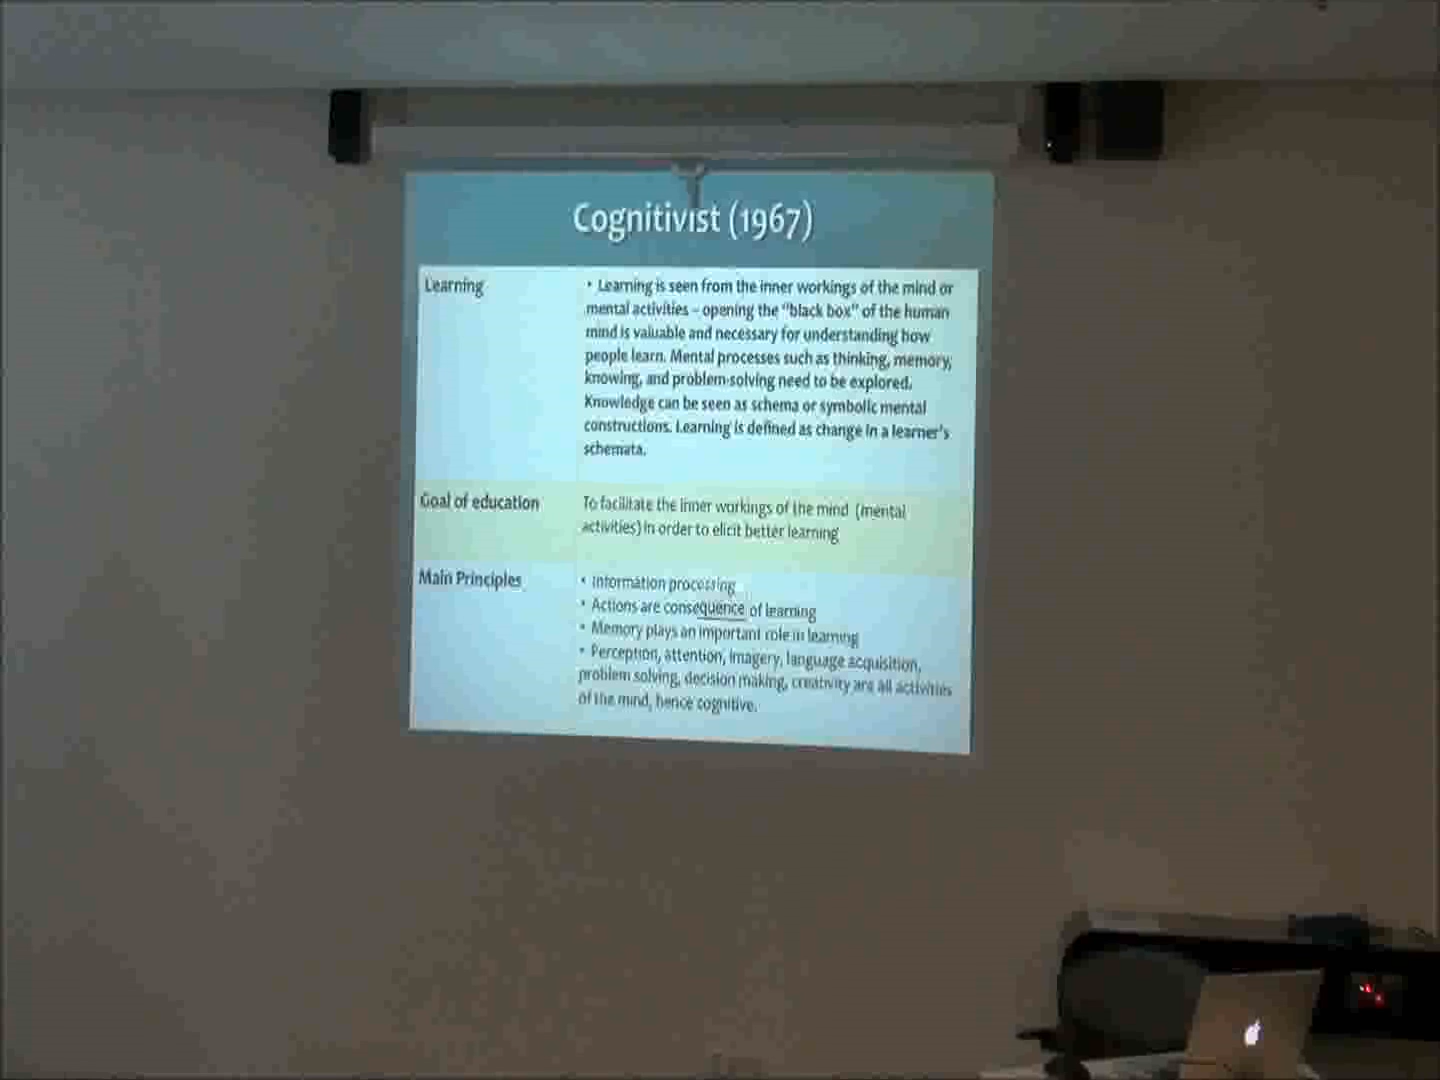 Cognitivist (1967)
Learning
• Learning is seen from the inner workings of the mind or
mental activities – opening the "black box" of the human
mind is valuable and necessary for understanding how
people learn. Mental processes such as thinking, memory,
knowing, and problem-solving need to be explored.
Knowledge can be seen as schema or symbolic mental
constructions. Learning is defined as change in a learner's
schemata.
Goal of education
To facilitate the inner workings of the mind (mental
activities) in order to elicit better learning
Main Principles
• Information processing
• Actions are consequence of learning
• Memory plays an important role in learning
• Perception, attention, imagery, language acquisition,
problem solving, decision making, creativity are all activities
of the mind, hence cognitive.